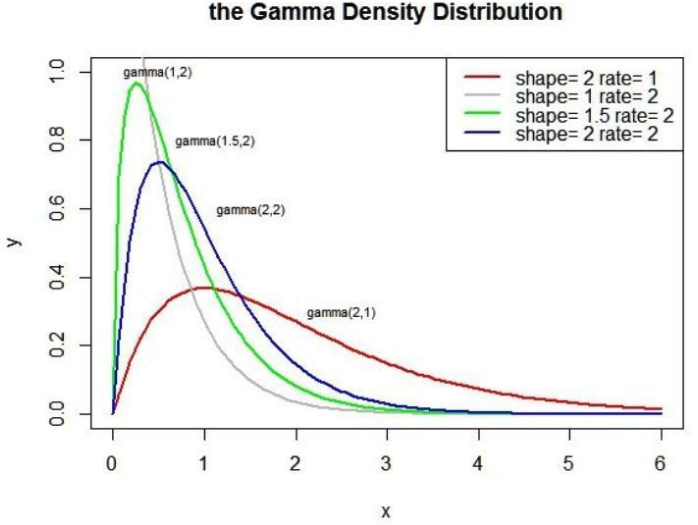 the Gamma Density Distribution
gamma(1,2)
gamma(1.5,2)
gamma(2,2)
gamma(2,1)
shape= 2 rate= 1
shape= 1 rate= 2
shape= 1.5 rate= 2
shape= 2 rate= 2
y
1.0
0.8
0.6
0.4
0.2
0.0
0 1 2 3 4 5 6
x